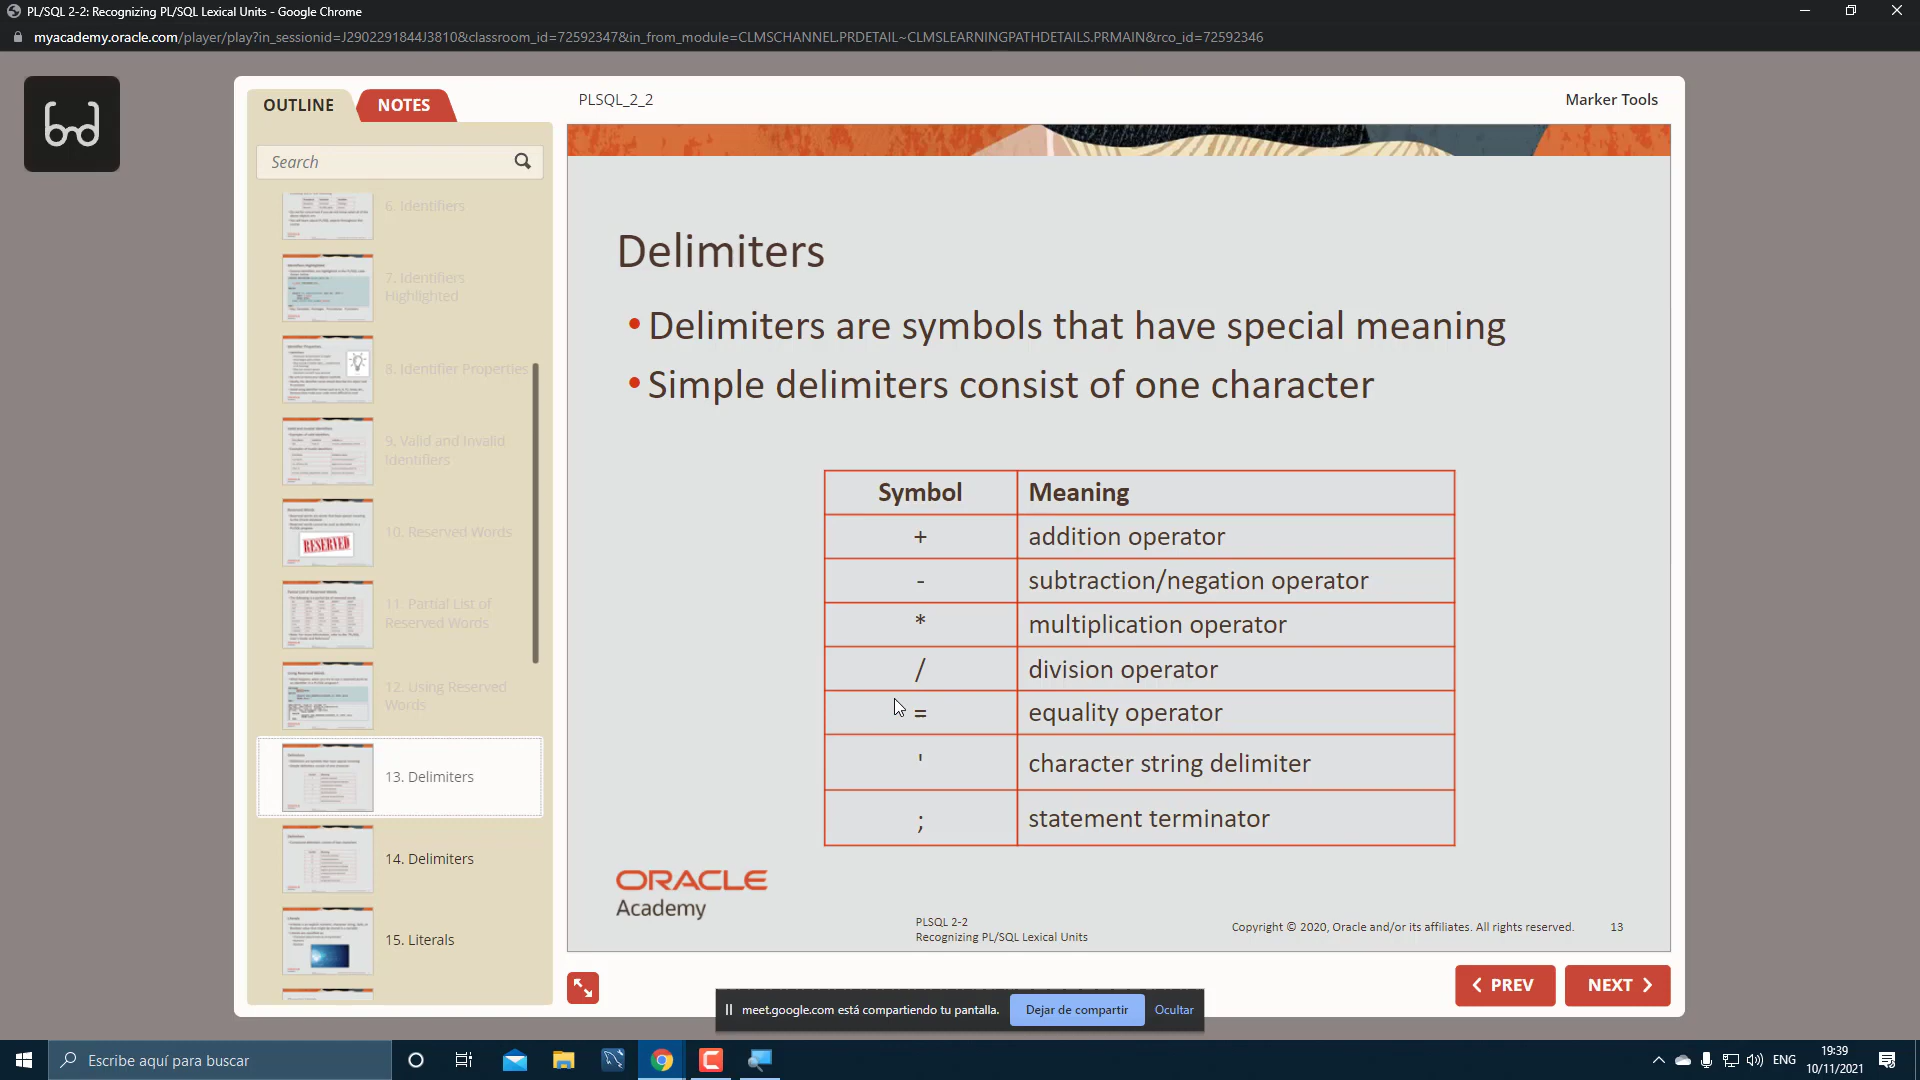 PL/SQL 2-2: Recognizing PL/SQL Lexical Units - Google Chrome
myacademy.oracle.com/player/play?in_sessionid=J2902291844J3810&classroom_id=72592347&in_from_module=CLMSCHANNEL.PRDETAIL~CLMSLEARNINGPATHDETAILS.PRMAIN&rco_id=72592346
OUTLINE
NOTES
Search
6. Identifiers
7. Identifiers
Highlighted
8. Identifier Properties
9. Valid and Invalid
Identifiers
10. Reserved Words
RESERVED
11. Partial List of
Reserved Words
12. Using Reserved
Words
13. Delimiters
14. Delimiters
15. Literals
PLSQL_2_2
Marker Tools
Delimiters
• Delimiters are symbols that have special meaning
• Simple delimiters consist of one character
Symbol Meaning
+ addition operator
- subtraction/negation operator
* multiplication operator
/ division operator
= equality operator
' character string delimiter
; statement terminator
ORACLE
Academy
PLSQL 2-2
Recognizing PL/SQL Lexical Units
Copyright © 2020, Oracle and/or its affiliates. All rights reserved.
13
PREV
NEXT
meet.google.com está compartiendo tu pantalla.
Dejar de compartir
Ocultar
Escribe aquí para buscar
ENG
19:39
10/11/2021